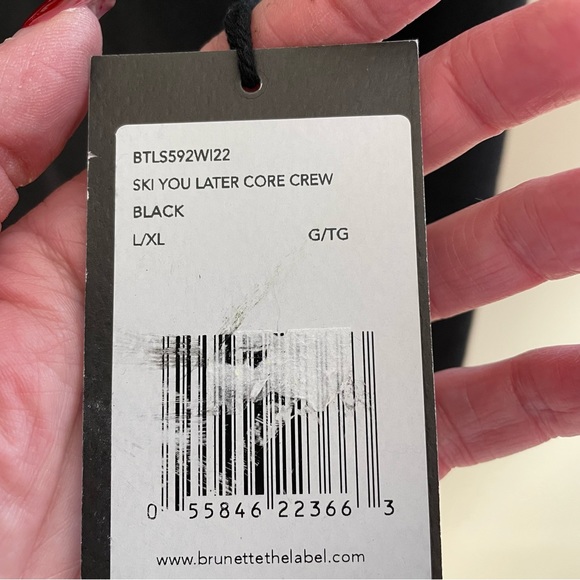 BTLS592WI22
SKI YOU LATER CORE CREW
BLACK
L/XL G/TG
0 55846 22366 3
www.brunettethelabel.com